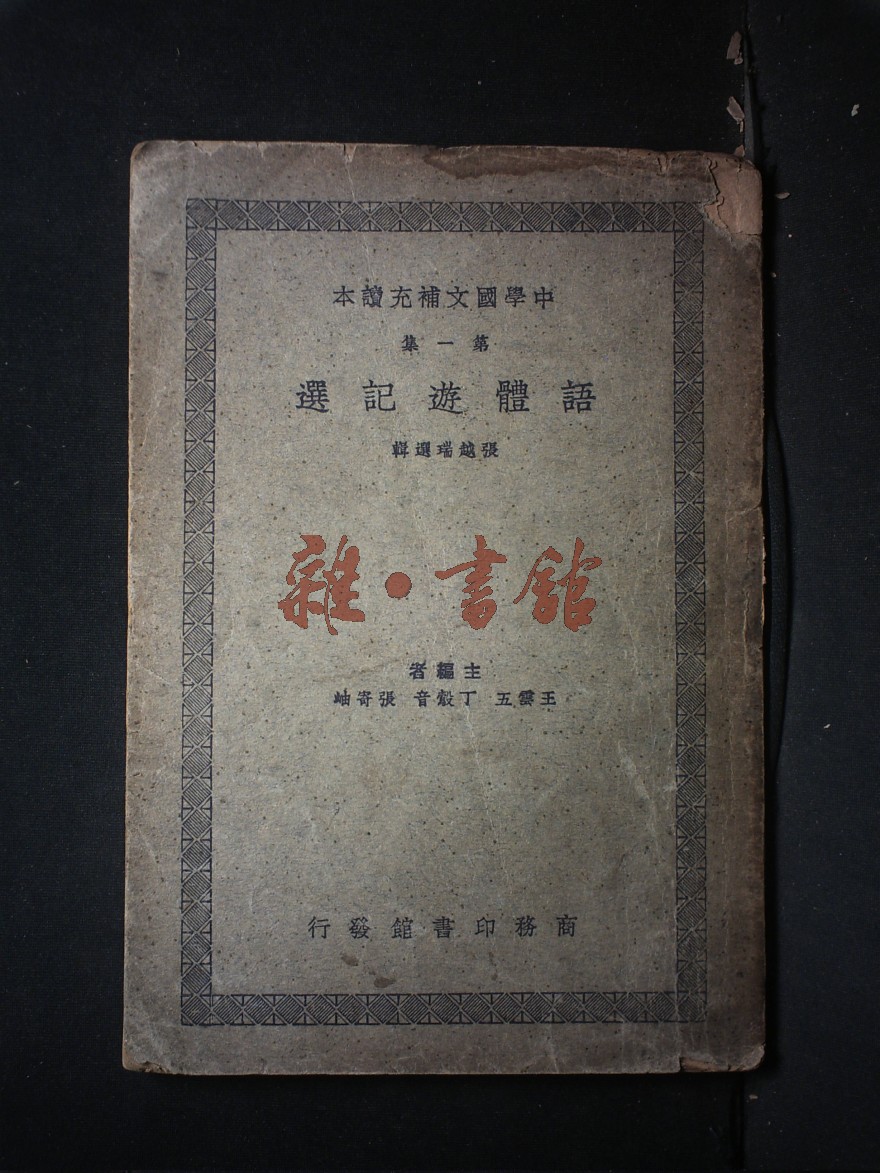 中學國文補充讀本
第一集
語體遊記選
張越瑞選輯
雜·書館
主編者
王雲五 丁㲄音 張寄岫
商務印書館發行